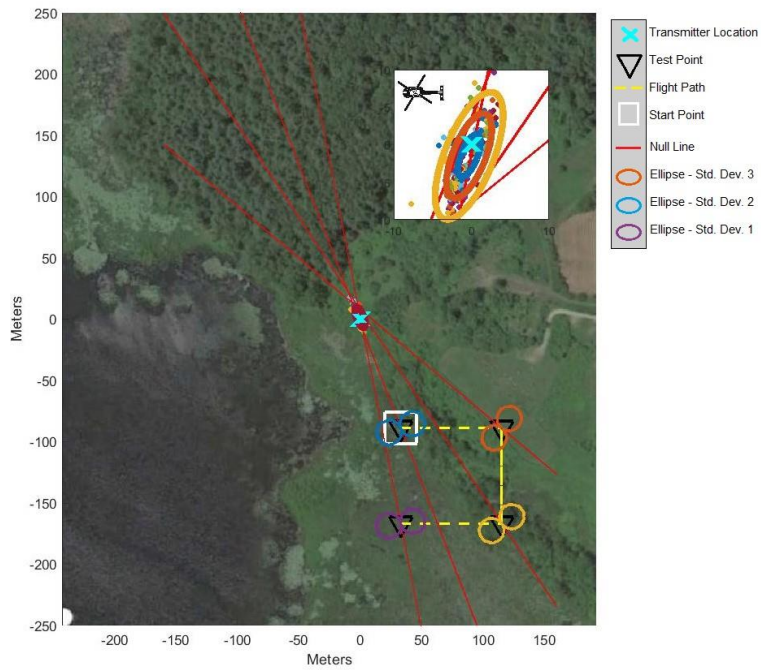 250
200
150
100
50
0
-50
-100
-150
-200
-250
Meters
-200
-150
-100
-50
0
50
100
150
Meters
-10
0
10
Transmitter Location
Test Point
Flight Path
Start Point
Null Line
Ellipse - Std. Dev. 3
Ellipse - Std. Dev. 2
Ellipse - Std. Dev. 1